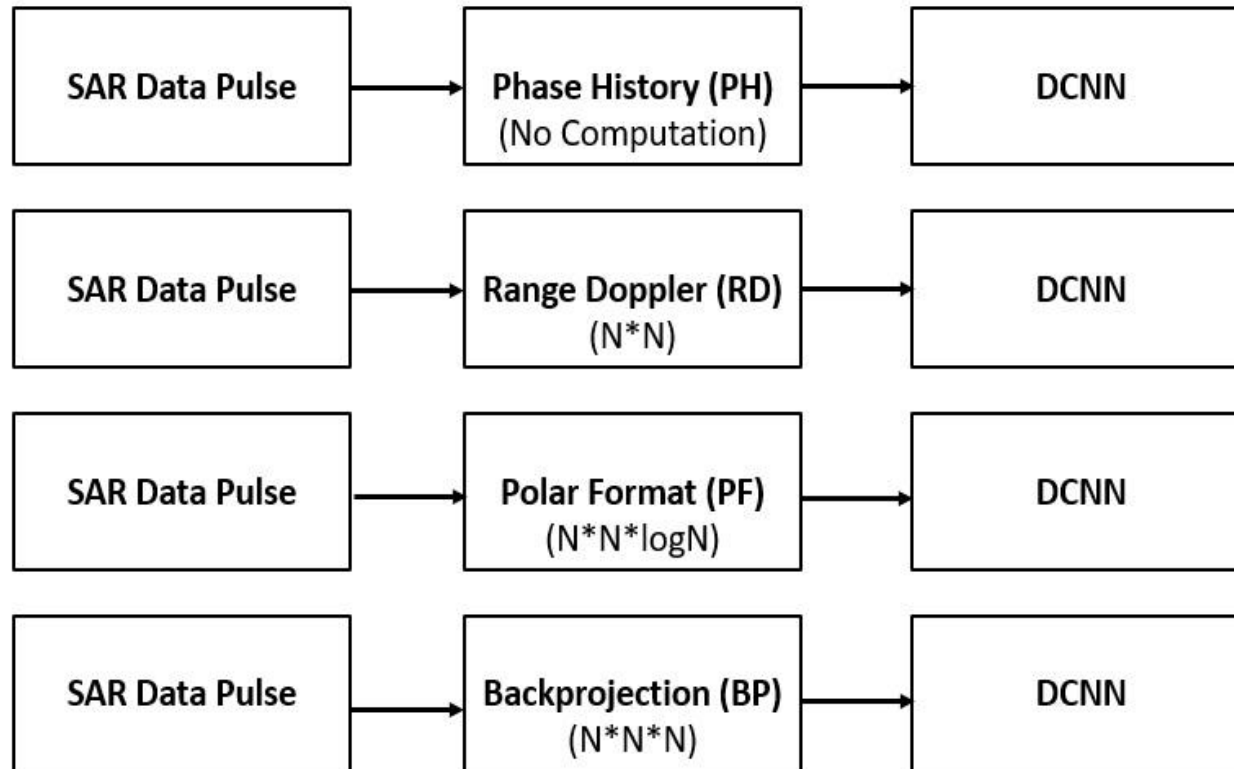 SAR Data Pulse
Phase History (PH)
(No Computation)
DCNN
SAR Data Pulse
Range Doppler (RD)
(N*N)
DCNN
SAR Data Pulse
Polar Format (PF)
(N*N*logN)
DCNN
SAR Data Pulse
Backprojection (BP)
(N*N*N)
DCNN